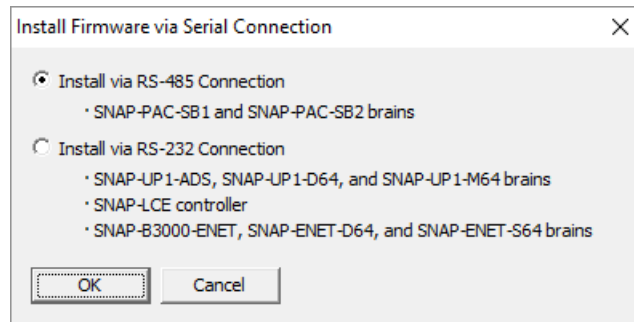 Install Firmware via Serial Connection
Install via RS-485 Connection
· SNAP-PAC-SB1 and SNAP-PAC-SB2 brains
Install via RS-232 Connection
· SNAP-UP1-ADS, SNAP-UP1-D64, and SNAP-UP1-M64 brains
· SNAP-LCE controller
· SNAP-B3000-ENET, SNAP-ENET-D64, and SNAP-ENET-S64 brains
OK Cancel